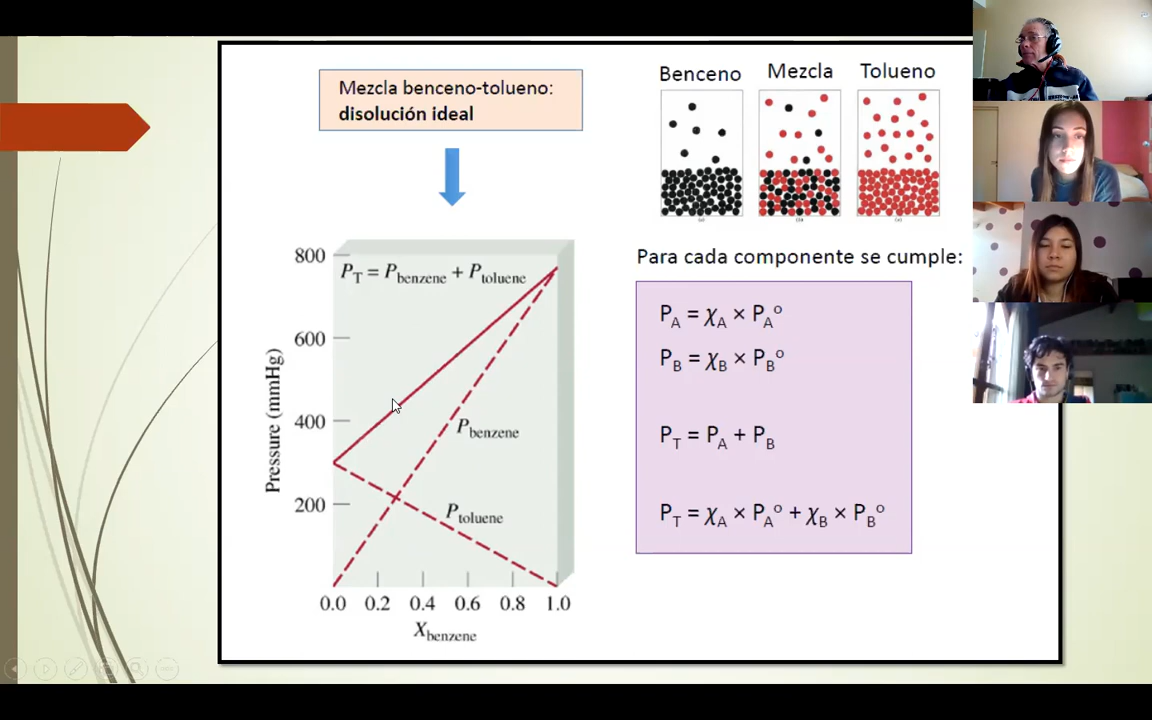 Mezcla benceno-tolueno:
disolución ideal
Benceno
Mezcla
Tolueno
(a)
(b)
(c)
Para cada componente se cumple:
P_A = χ_A × P_A°
P_B = χ_B × P_B°
P_T = P_A + P_B
P_T = χ_A × P_A° + χ_B × P_B°
P_T = P_benzene + P_toluene
Pressure (mmHg)
800
600
400
200
P_benzene
P_toluene
0.0 0.2 0.4 0.6 0.8 1.0
X_benzene